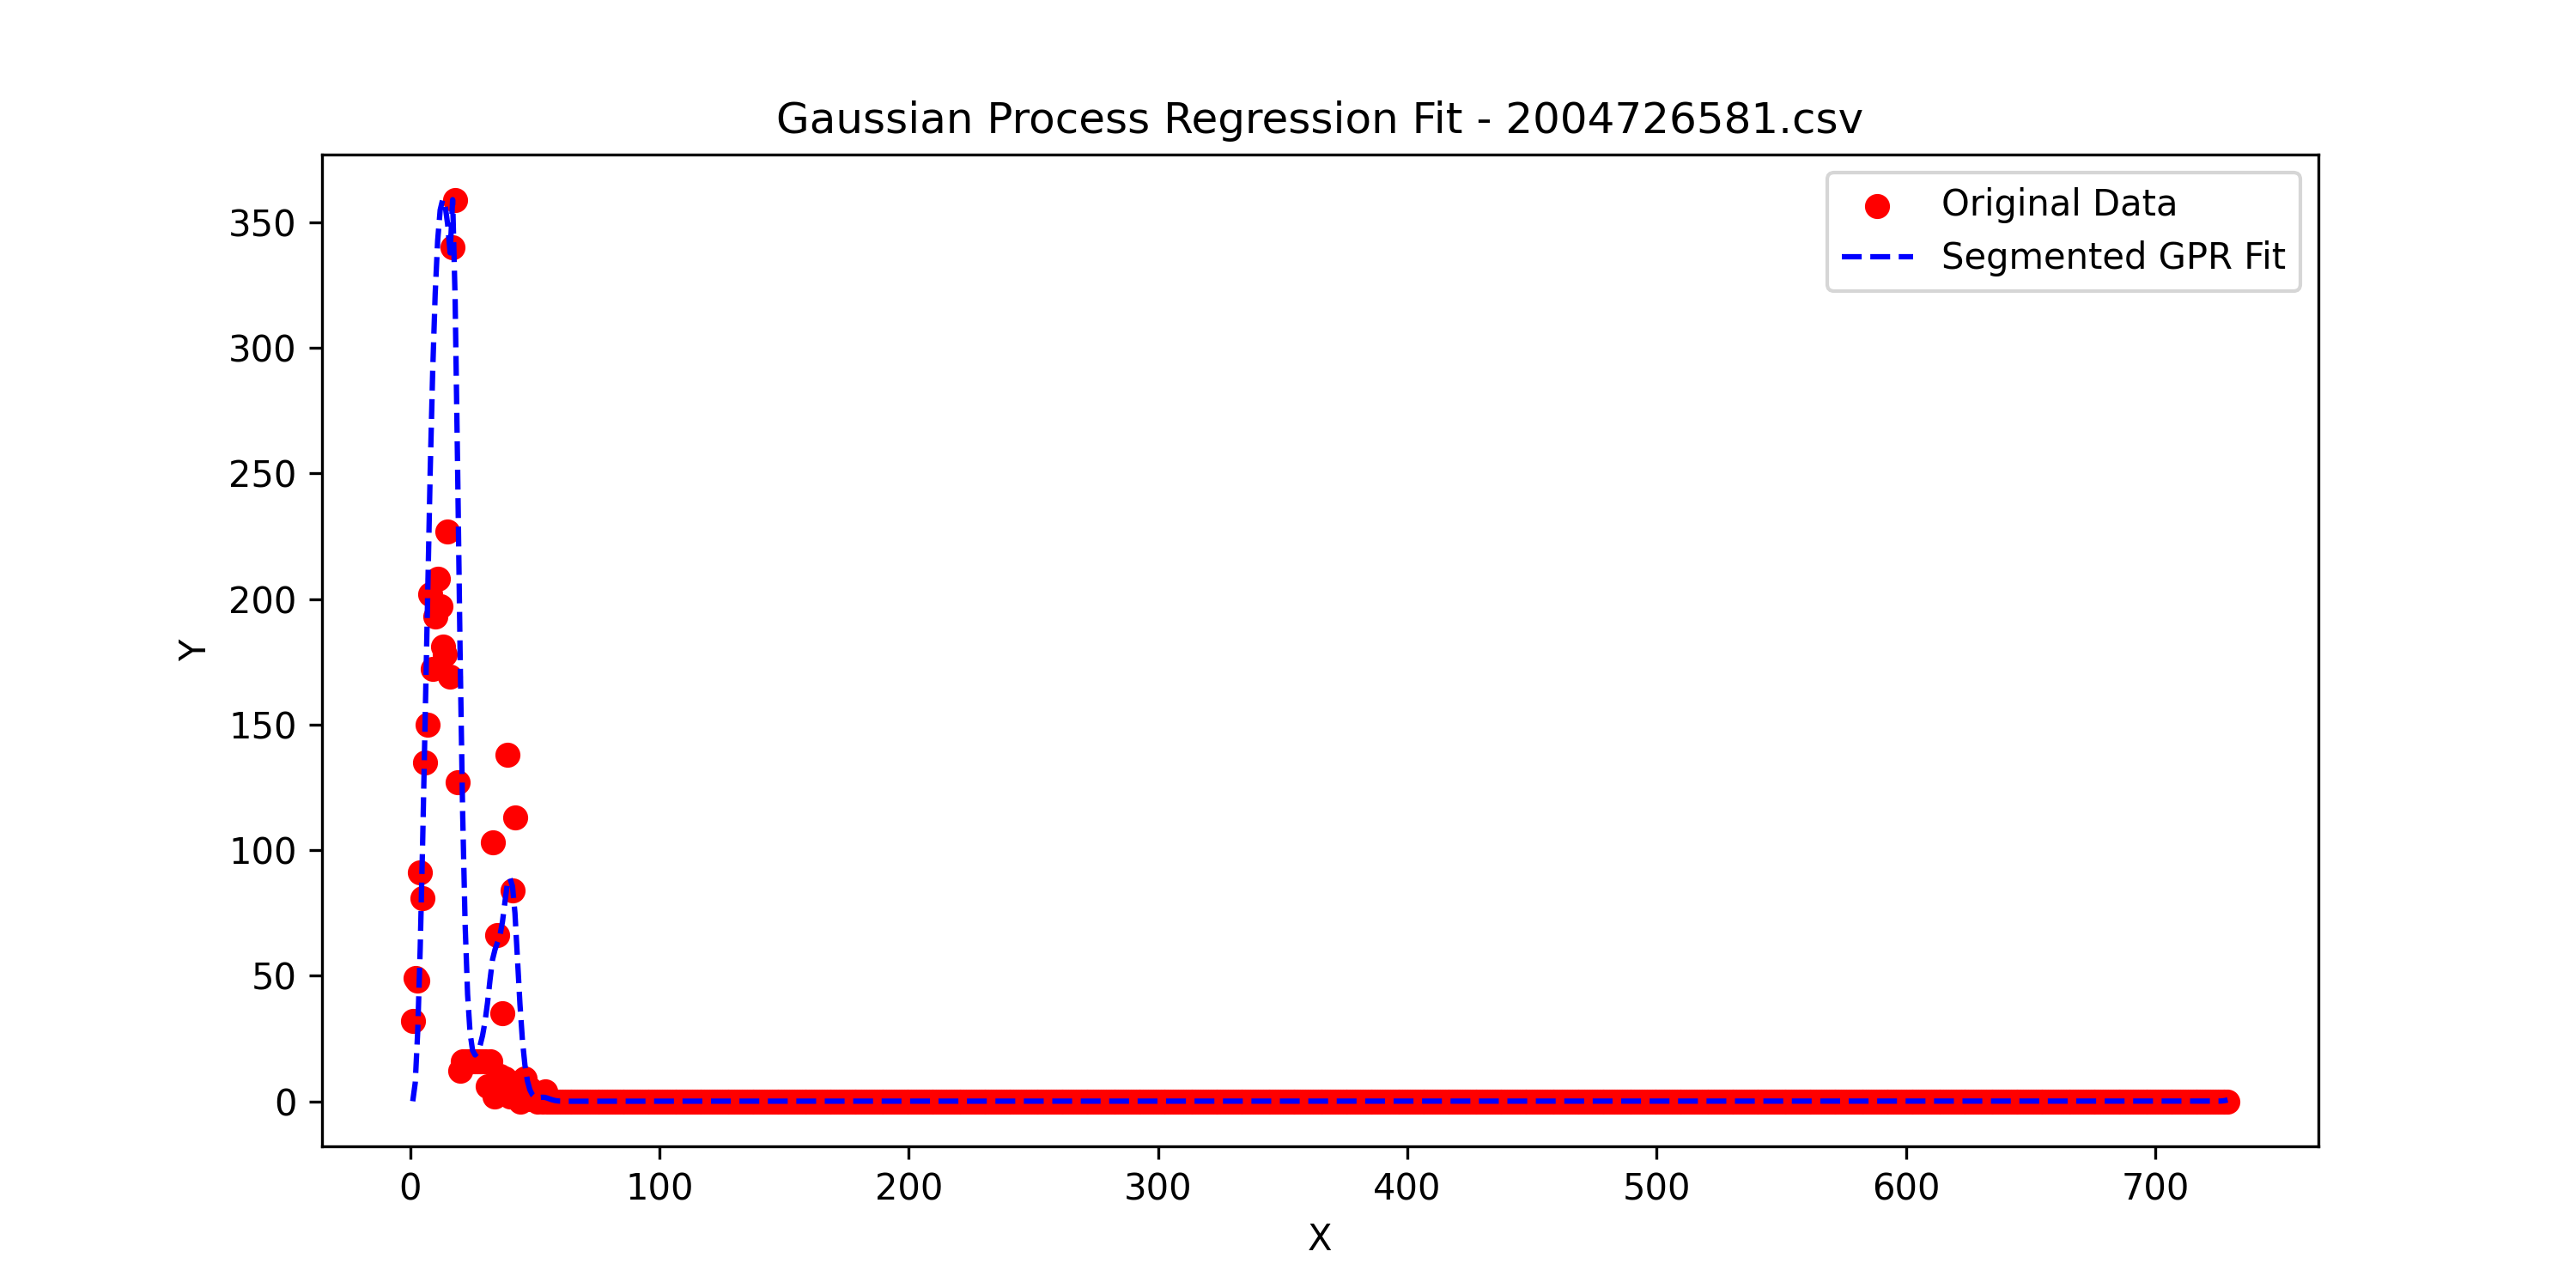 Gaussian Process Regression Fit - 2004726581.csv
Original Data
Segmented GPR Fit
350
300
250
200
150
100
50
0
Y
0 100 200 300 400 500 600 700
X